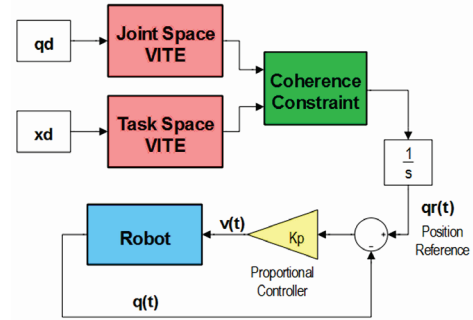 qd
Joint Space
VITE
Coherence
Constraint
xd
Task Space
VITE
1
s
qr(t)
Position
Reference
+
-
Kp
Proportional
Controller
v(t)
Robot
q(t)